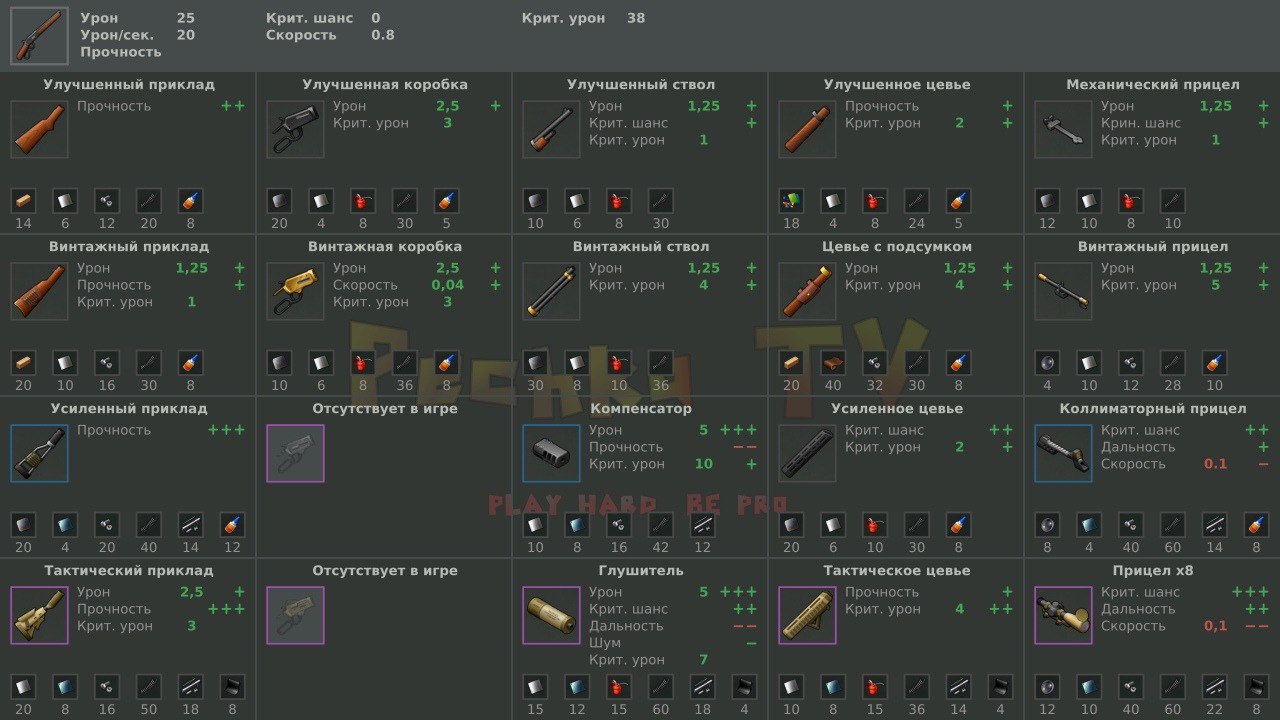 Урон 25 Крит. шанс 0 Крит. урон 38
Урон/сек. 20 Скорость 0.8
Прочность
Улучшенный приклад
Прочность ++
14 6 12 20 8
Улучшенная коробка
Урон 2,5 +
Крит. урон 3
20 4 8 30 5
Улучшенный ствол
Урон 1,25 +
Крит. шанс +
Крит. урон 1
10 6 8 30
Улучшенное цевье
Прочность +
Крит. урон 2 +
18 4 8 24 5
Механический прицел
Урон 1,25 +
Крин. шанс +
Крит. урон 1
12 10 8 10
Винтажный приклад
Урон 1,25 +
Прочность +
Крит. урон 1
20 10 16 30 8
Винтажная коробка
Урон 2,5 +
Скорость 0,04 +
Крит. урон 3
10 6 8 36 8
Винтажный ствол
Урон 1,25 +
Крит. урон 4 +
30 8 10 36
Цевье с подсумком
Урон 1,25 +
Крит. урон 4 +
20 40 32 30 8
Винтажный прицел
Урон 1,25 +
Крит. урон 5 +
4 10 12 28 10
Pechka TV
Усиленный приклад
Прочность +++
20 4 20 40 14 12
Отсутствует в игре
Компенсатор
Урон 5 +++
Прочность −−
Крит. урон 10 +
10 8 16 42 12
Усиленное цевье
Крит. шанс ++
Крит. урон 2 +
20 6 10 30 8
Коллиматорный прицел
Крит. шанс ++
Дальность +
Скорость 0.1 −
8 4 40 60 14 8
PLAY HARD BE PRO
Тактический приклад
Урон 2,5 +
Прочность +++
Крит. урон 3
20 8 16 50 18 8
Отсутствует в игре
Глушитель
Урон 5 +++
Крит. шанс ++
Дальность −−
Шум −
Крит. урон 7
15 12 15 60 18 4
Тактическое цевье
Прочность +
Крит. урон 4 ++
10 8 15 36 14 4
Прицел x8
Крит. шанс +++
Дальность ++
Скорость 0,1 −−
12 10 40 60 22 8